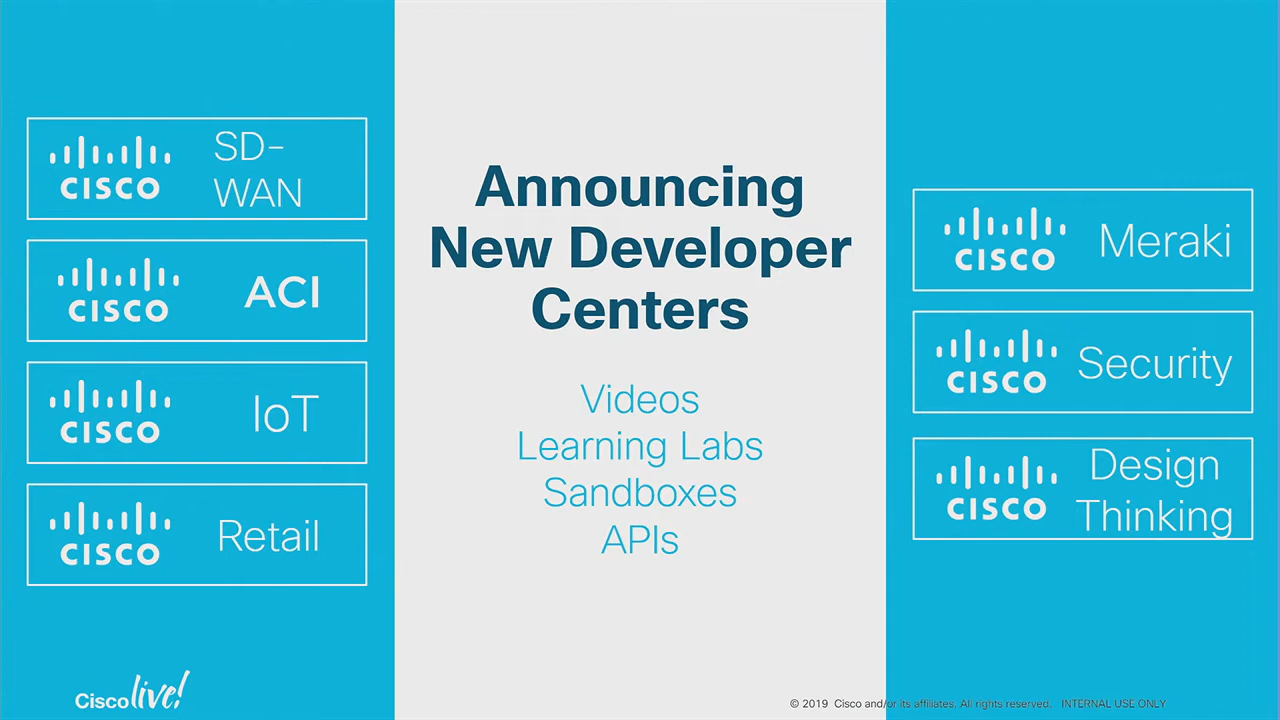 CISCO
SD-
WAN
CISCO
ACI
CISCO
IoT
CISCO
Retail
Announcing
New Developer
Centers
Videos
Learning Labs
Sandboxes
APIs
CISCO
Meraki
CISCO
Security
CISCO
Design
Thinking
Cisco live!
© 2019 Cisco and/or its affiliates. All rights reserved. INTERNAL USE ONLY